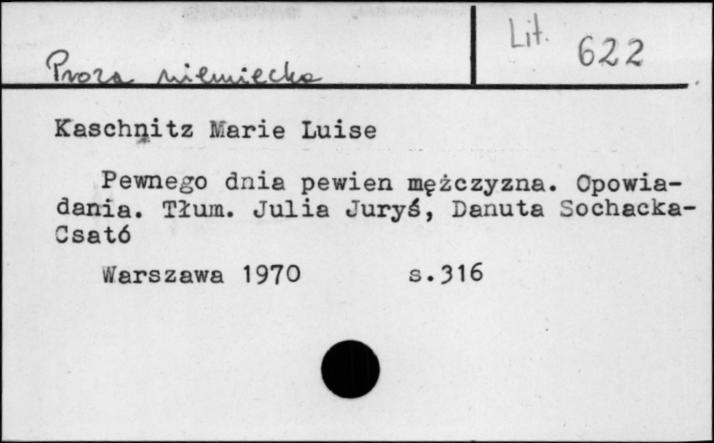 Proza niemiecka
Lit. 622
Kaschnitz Marie Luise
Pewnego dnia pewien mężczyzna. Opowia-
dania. Tłum. Julia Juryś, Danuta Sochacka-
Csató
Warszawa 1970 s.316